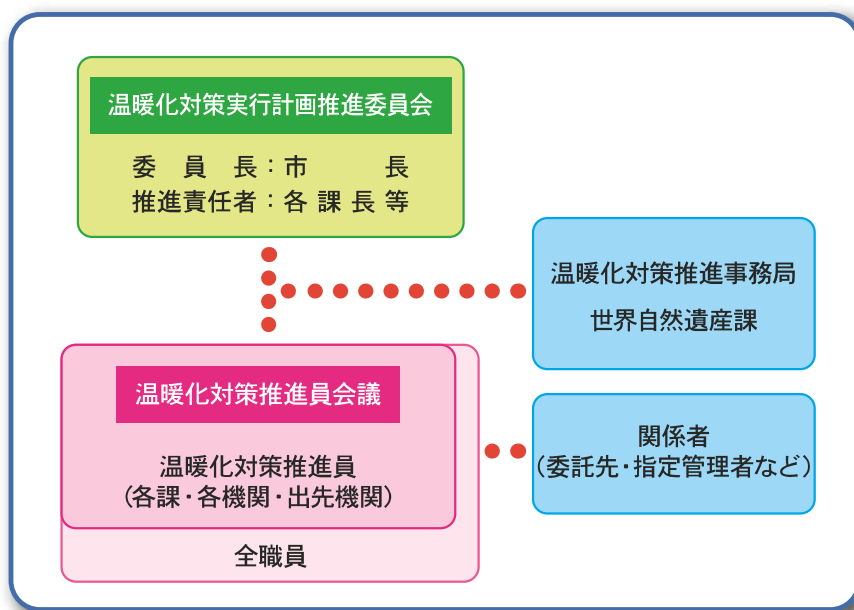 温暖化対策実行計画推進委員会
委員長：市長
推進責任者：各課長等
温暖化対策推進事務局
世界自然遺産課
温暖化対策推進員会議
温暖化対策推進員
（各課・各機関・出先機関）
全職員
関係者
（委託先・指定管理者など）